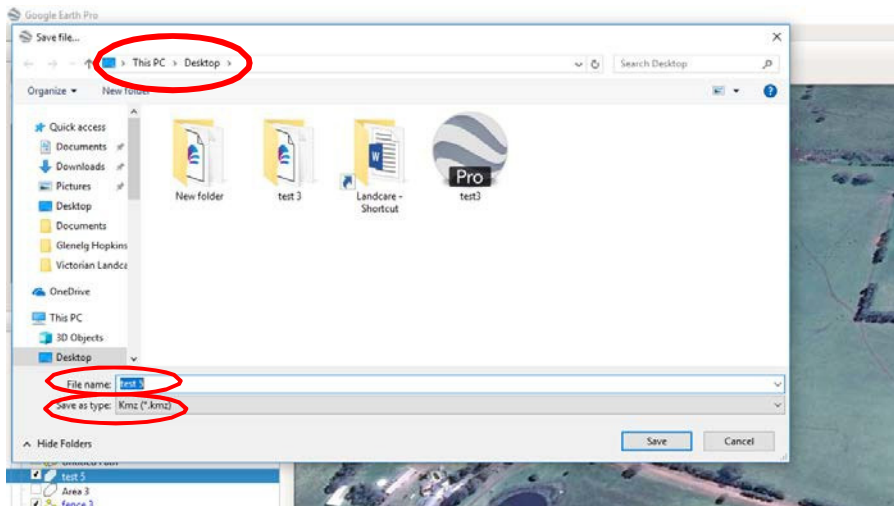 Google Earth Pro
Save file...
This PC > Desktop >
Search Desktop
Organize
New folder
Quick access
Documents
Downloads
Pictures
Desktop
Documents
Glenelg Hopkins
Victorian Landca
OneDrive
This PC
3D Objects
Desktop
New folder
test 3
Landcare - Shortcut
Pro
test3
File name: test 5
Save as type: Kmz (*.kmz)
Hide Folders
Save
Cancel
Untitled Path
test 5
Area 3
fence 3